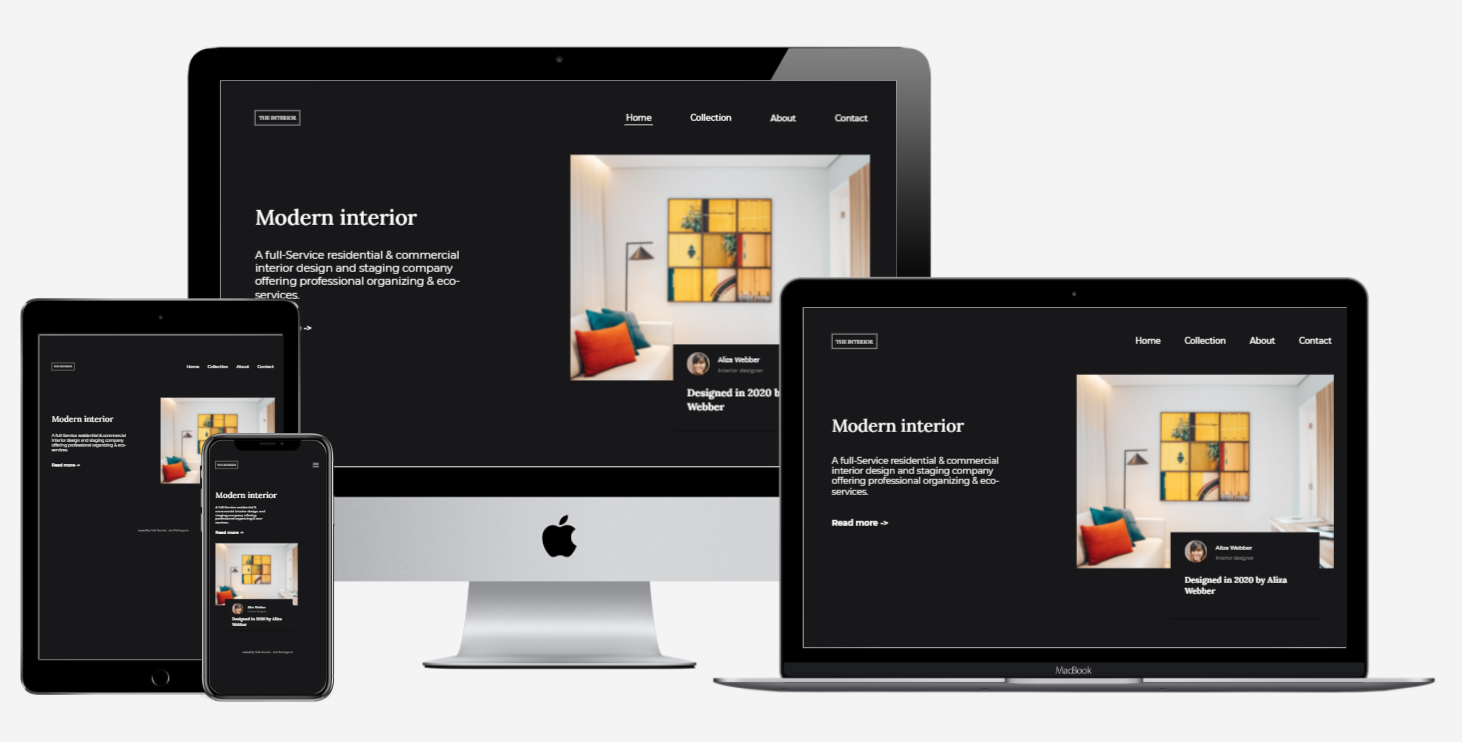 THE INTERIOR
Home Collection About Contact
Modern interior
A full-Service residential & commercial
interior design and staging company
offering professional organizing & eco-
services.
->
Aliza Webber
Interior designer
Designed in 2020 b
Webber
THE INTERIOR
Home Collection About Contact
Modern interior
A full-Service residential & commercial
interior design and staging company
offering professional organizing & eco-
services.
Read more ->
Aliza Webber
Interior designer
Designed in 2020 by Aliza
Webber
MacBook
THE INTERIOR
Home Collection About Contact
Modern interior
A full-Service residential & commercial
interior design and staging company
offering professional organizing & eco-
services.
Read more ->
THE INTERIOR
Modern interior
A full-Service residential &
commercial interior design and
staging company offering
professional organizing & eco-
services.
Read more ->
Aliza Webber
Interior designer
Designed in 2020 by Aliza
Webber